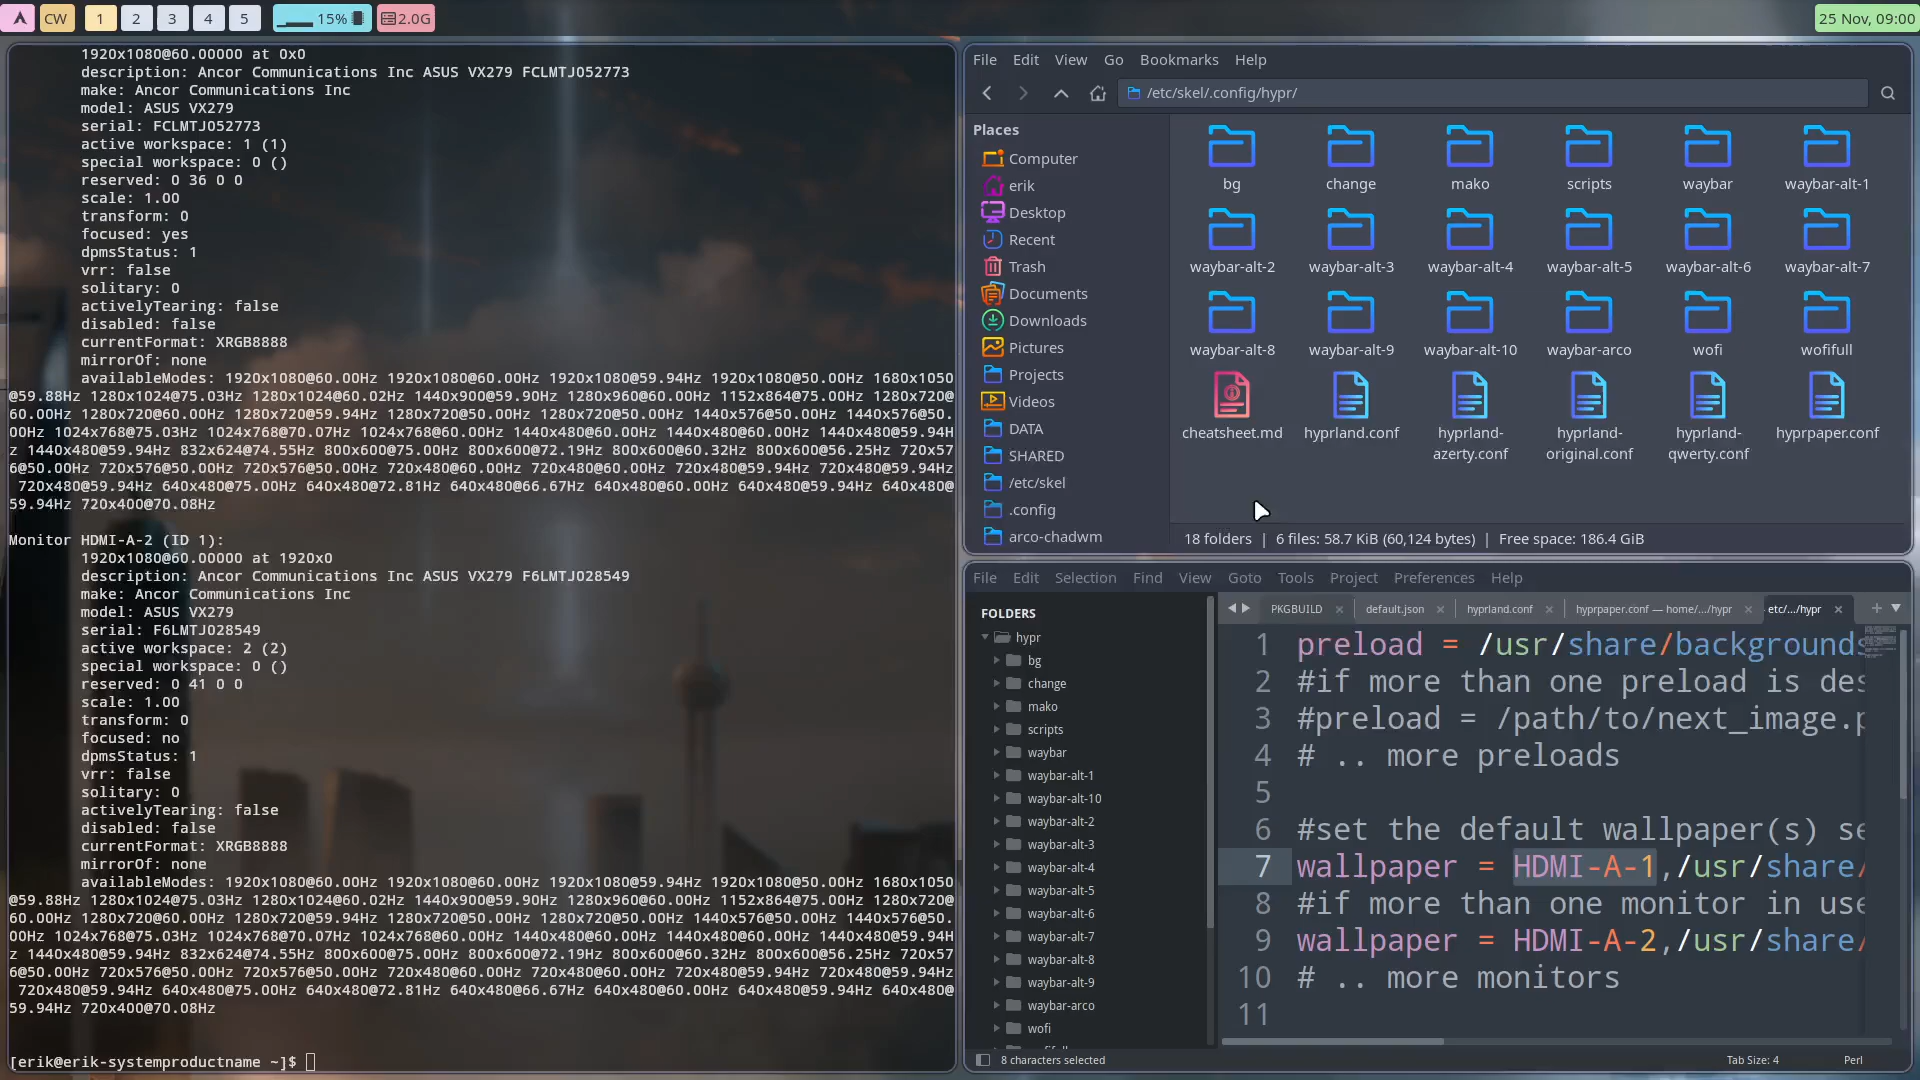 CW 1 2 3 4 5 15% 2.0G 25 Nov, 09:00
1920x1080@60.00000 at 0x0
description: Ancor Communications Inc ASUS VX279 FCLMTJ052773
make: Ancor Communications Inc
model: ASUS VX279
serial: FCLMTJ052773
active workspace: 1 (1)
special workspace: 0 ()
reserved: 0 36 0 0
scale: 1.00
transform: 0
focused: yes
dpmsStatus: 1
vrr: false
solitary: 0
activelyTearing: false
disabled: false
currentFormat: XRGB8888
mirrorOf: none
availableModes: 1920x1080@60.00Hz 1920x1080@60.00Hz 1920x1080@59.94Hz 1920x1080@50.00Hz 1680x1050
@59.88Hz 1280x1024@75.03Hz 1280x1024@60.02Hz 1440x900@59.90Hz 1280x960@60.00Hz 1152x864@75.00Hz 1280x720@
60.00Hz 1280x720@60.00Hz 1280x720@59.94Hz 1280x720@50.00Hz 1280x720@50.00Hz 1440x576@50.00Hz 1440x576@50.
00Hz 1024x768@75.03Hz 1024x768@70.07Hz 1024x768@60.00Hz 1440x480@60.00Hz 1440x480@60.00Hz 1440x480@59.94H
z 1440x480@59.94Hz 832x624@74.55Hz 800x600@75.00Hz 800x600@72.19Hz 800x600@60.32Hz 800x600@56.25Hz 720x57
6@50.00Hz 720x576@50.00Hz 720x576@50.00Hz 720x480@60.00Hz 720x480@60.00Hz 720x480@59.94Hz 720x480@59.94Hz
720x480@59.94Hz 640x480@75.00Hz 640x480@72.81Hz 640x480@66.67Hz 640x480@60.00Hz 640x480@59.94Hz 640x480@
59.94Hz 720x400@70.08Hz
Monitor HDMI-A-2 (ID 1):
1920x1080@60.00000 at 1920x0
description: Ancor Communications Inc ASUS VX279 F6LMTJ028549
make: Ancor Communications Inc
model: ASUS VX279
serial: F6LMTJ028549
active workspace: 2 (2)
special workspace: 0 ()
reserved: 0 41 0 0
scale: 1.00
transform: 0
focused: no
dpmsStatus: 1
vrr: false
solitary: 0
activelyTearing: false
disabled: false
currentFormat: XRGB8888
mirrorOf: none
availableModes: 1920x1080@60.00Hz 1920x1080@60.00Hz 1920x1080@59.94Hz 1920x1080@50.00Hz 1680x1050
@59.88Hz 1280x1024@75.03Hz 1280x1024@60.02Hz 1440x900@59.90Hz 1280x960@60.00Hz 1152x864@75.00Hz 1280x720@
60.00Hz 1280x720@60.00Hz 1280x720@59.94Hz 1280x720@50.00Hz 1280x720@50.00Hz 1440x576@50.00Hz 1440x576@50.
00Hz 1024x768@75.03Hz 1024x768@70.07Hz 1024x768@60.00Hz 1440x480@60.00Hz 1440x480@60.00Hz 1440x480@59.94H
z 1440x480@59.94Hz 832x624@74.55Hz 800x600@75.00Hz 800x600@72.19Hz 800x600@60.32Hz 800x600@56.25Hz 720x57
6@50.00Hz 720x576@50.00Hz 720x576@50.00Hz 720x480@60.00Hz 720x480@60.00Hz 720x480@59.94Hz 720x480@59.94Hz
720x480@59.94Hz 640x480@75.00Hz 640x480@72.81Hz 640x480@66.67Hz 640x480@60.00Hz 640x480@59.94Hz 640x480@
59.94Hz 720x400@70.08Hz
[erik@erik-systemproductname ~]$
File Edit View Go Bookmarks Help
/etc/skel/.config/hypr/
Places
Computer
erik
Desktop
Recent
Trash
Documents
Downloads
Pictures
Projects
Videos
DATA
SHARED
/etc/skel
.config
arco-chadwm
bg change mako scripts waybar waybar-alt-1
waybar-alt-2 waybar-alt-3 waybar-alt-4 waybar-alt-5 waybar-alt-6 waybar-alt-7
waybar-alt-8 waybar-alt-9 waybar-alt-10 waybar-arco wofi wofifull
cheatsheet.md hyprland.conf hyprland- hyprland- hyprland- hyprpaper.conf
azerty.conf original.conf qwerty.conf
18 folders | 6 files: 58.7 KiB (60,124 bytes) | Free space: 186.4 GiB
File Edit Selection Find View Goto Tools Project Preferences Help
FOLDERS
hypr
bg
change
mako
scripts
waybar
waybar-alt-1
waybar-alt-10
waybar-alt-2
waybar-alt-3
waybar-alt-4
waybar-alt-5
waybar-alt-6
waybar-alt-7
waybar-alt-8
waybar-alt-9
waybar-arco
wofi
PKGBUILD default.json hyprland.conf hyprpaper.conf — home/.../hypr etc/.../hypr
1 preload = /usr/share/backgrounds
2 #if more than one preload is des
3 #preload = /path/to/next_image.p
4 # .. more preloads
5
6 #set the default wallpaper(s) se
7 wallpaper = HDMI-A-1,/usr/share/
8 #if more than one monitor in use
9 wallpaper = HDMI-A-2,/usr/share/
10 # .. more monitors
11
8 characters selected Tab Size: 4 Perl